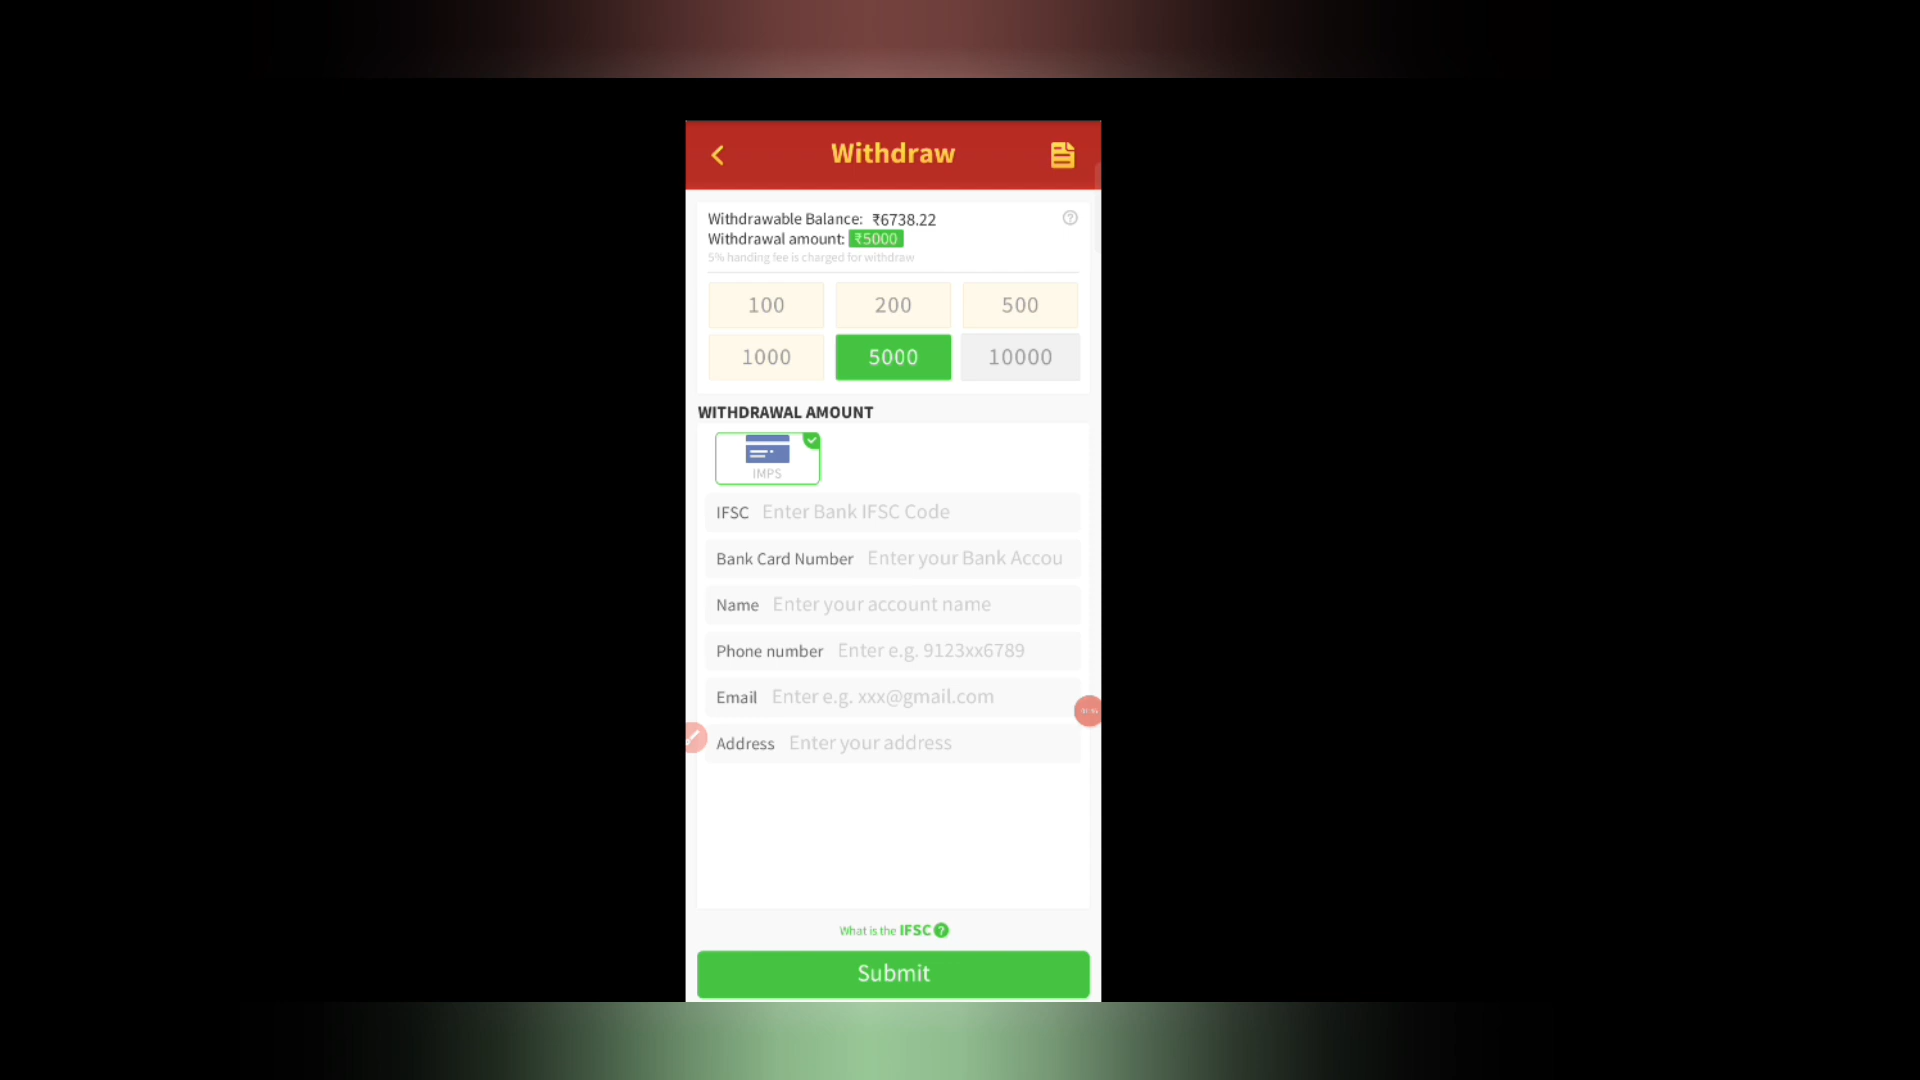 Withdraw
Withdrawable Balance: ₹6738.22
Withdrawal amount: ₹5000
5% handing fee is charged for withdraw
100 200 500
1000 5000 10000
WITHDRAWAL AMOUNT
IMPS
IFSC Enter Bank IFSC Code
Bank Card Number Enter your Bank Accou
Name Enter your account name
Phone number Enter e.g. 9123xx6789
Email Enter e.g. xxx@gmail.com
Address Enter your address
What is the IFSC ?
Submit